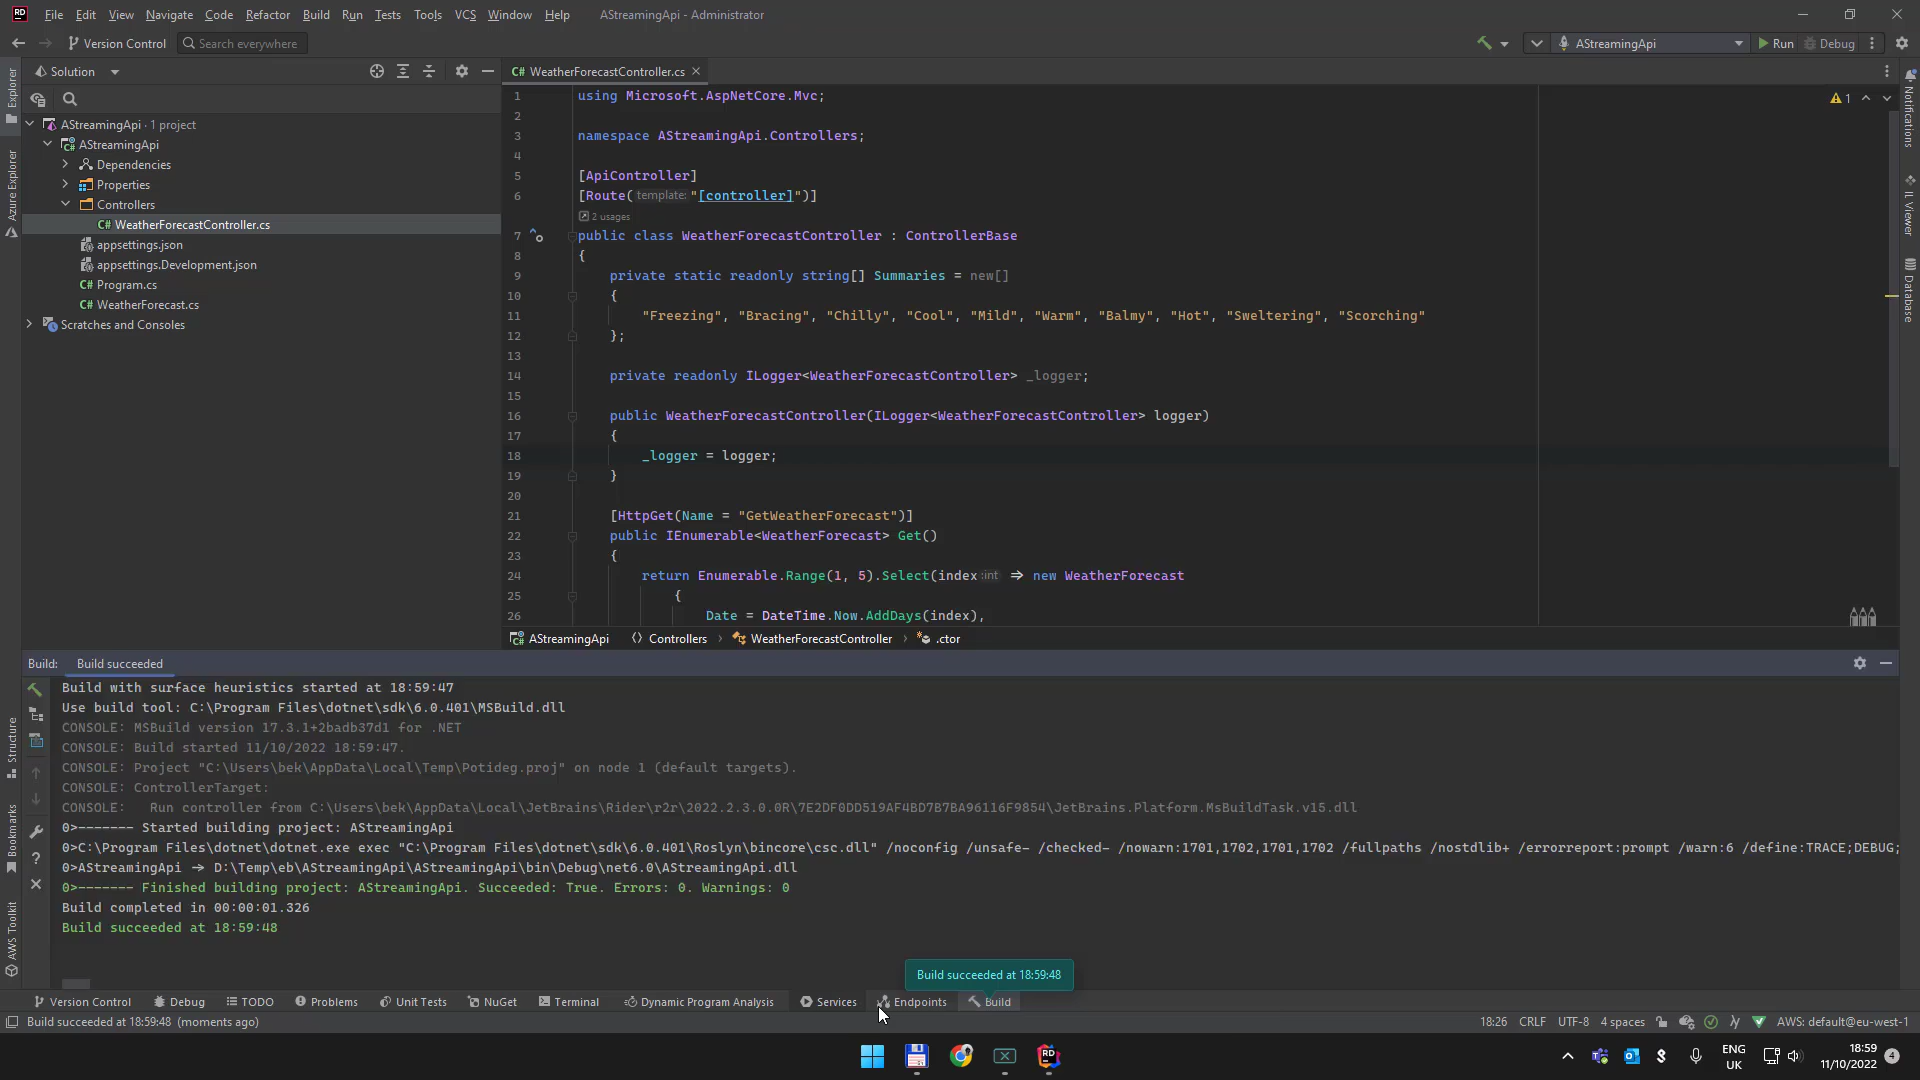 RD File Edit View Navigate Code Refactor Build Run Tests Tools VCS Window Help AStreamingApi - Administrator
Version Control Search everywhere AStreamingApi Run Debug
Solution
WeatherForecastController.cs
Explorer
Azure Explorer
Structure
Bookmarks
AWS Toolkit
AStreamingApi · 1 project
AStreamingApi
Dependencies
Properties
Controllers
C# WeatherForecastController.cs
appsettings.json
appsettings.Development.json
C# Program.cs
C# WeatherForecast.cs
Scratches and Consoles
C# WeatherForecastController.cs
1 using Microsoft.AspNetCore.Mvc;
2
3 namespace AStreamingApi.Controllers;
4
5 [ApiController]
6 [Route( template: "[controller]")]
2 usages
7 public class WeatherForecastController : ControllerBase
8 {
9 private static readonly string[] Summaries = new[]
10 {
11 "Freezing", "Bracing", "Chilly", "Cool", "Mild", "Warm", "Balmy", "Hot", "Sweltering", "Scorching"
12 };
13
14 private readonly ILogger<WeatherForecastController> _logger;
15
16 public WeatherForecastController(ILogger<WeatherForecastController> logger)
17 {
18 _logger = logger;
19 }
20
21 [HttpGet(Name = "GetWeatherForecast")]
22 public IEnumerable<WeatherForecast> Get()
23 {
24 return Enumerable.Range(1, 5).Select(index :int ⇒ new WeatherForecast
25 {
26 Date = DateTime.Now.AddDays(index),
1
Notifications
IL Viewer
Database
AStreamingApi Controllers › WeatherForecastController › .ctor
Build: Build succeeded
Build with surface heuristics started at 18:59:47
Use build tool: C:\Program Files\dotnet\sdk\6.0.401\MSBuild.dll
CONSOLE: MSBuild version 17.3.1+2badb37d1 for .NET
CONSOLE: Build started 11/10/2022 18:59:47.
CONSOLE: Project "C:\Users\bek\AppData\Local\Temp\Potideg.proj" on node 1 (default targets).
CONSOLE: ControllerTarget:
CONSOLE: Run controller from C:\Users\bek\AppData\Local\JetBrains\Rider\r2r\2022.2.3.0.0R\7E2DF0DD519AF4BD7B7BA96116F9854\JetBrains.Platform.MsBuildTask.v15.dll
0>------- Started building project: AStreamingApi
0>C:\Program Files\dotnet\dotnet.exe exec "C:\Program Files\dotnet\sdk\6.0.401\Roslyn\bincore\csc.dll" /noconfig /unsafe- /checked- /nowarn:1701,1702,1701,1702 /fullpaths /nostdlib+ /errorreport:prompt /warn:6 /define:TRACE;DEBUG;
0>AStreamingApi → D:\Temp\eb\AStreamingApi\AStreamingApi\bin\Debug\net6.0\AStreamingApi.dll
0>------- Finished building project: AStreamingApi. Succeeded: True. Errors: 0. Warnings: 0
Build completed in 00:00:01.326
Build succeeded at 18:59:48
Build succeeded at 18:59:48
Version Control Debug TODO Problems Unit Tests NuGet Terminal Dynamic Program Analysis Services Endpoints Build
Build succeeded at 18:59:48 (moments ago) 18:26 CRLF UTF-8 4 spaces AWS: default@eu-west-1
RD
ENG
UK
18:59
11/10/2022
4